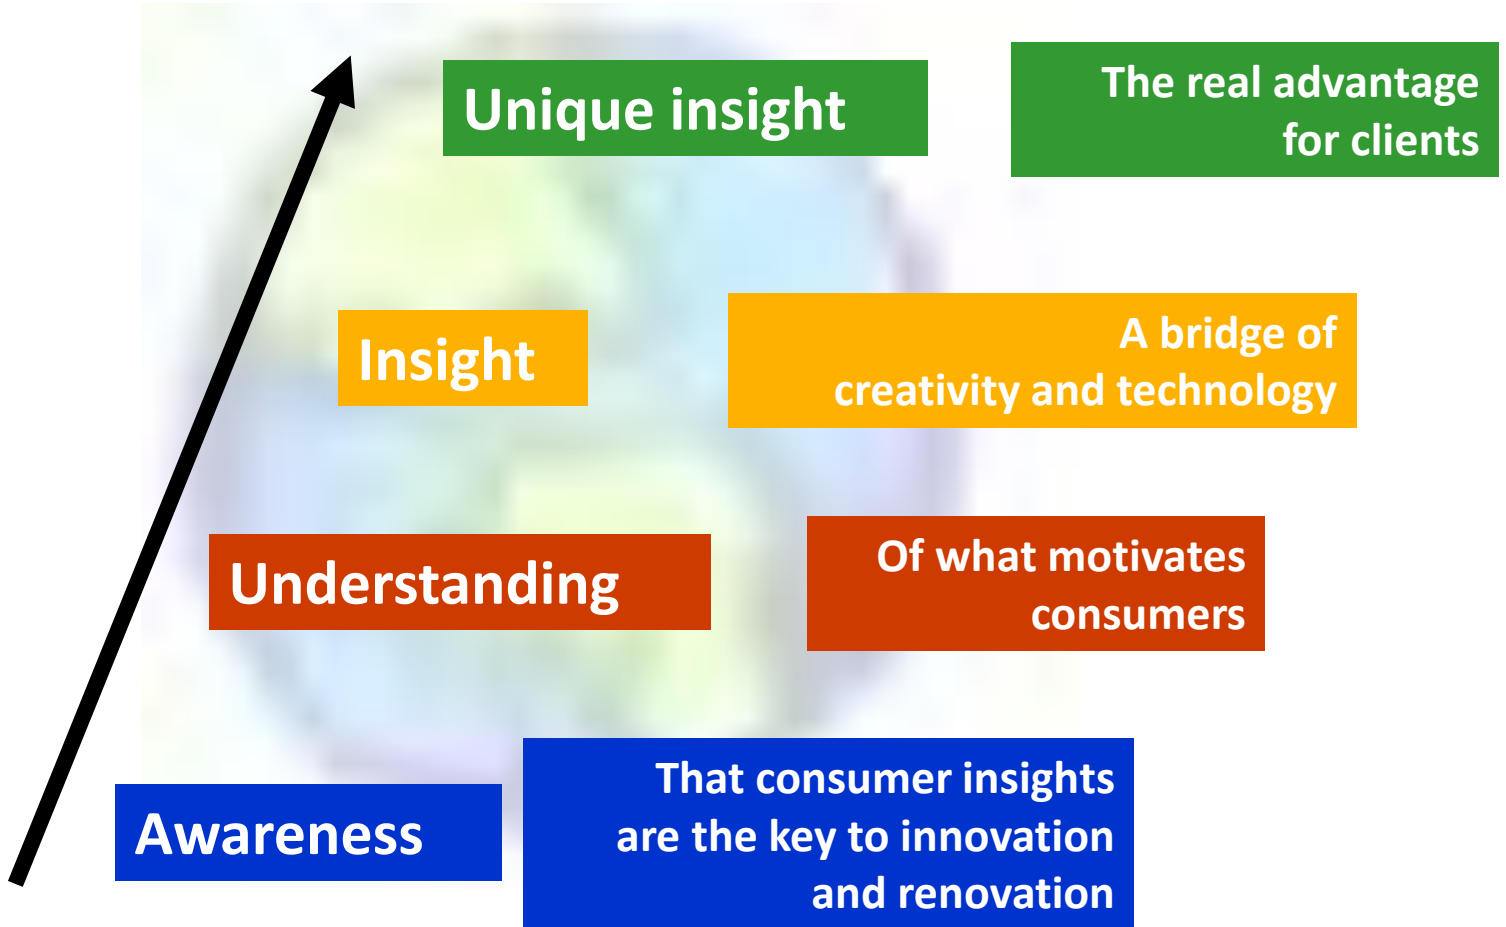 Unique insight
The real advantage
for clients
Insight
A bridge of
creativity and technology
Understanding
Of what motivates
consumers
Awareness
That consumer insights
are the key to innovation
and renovation